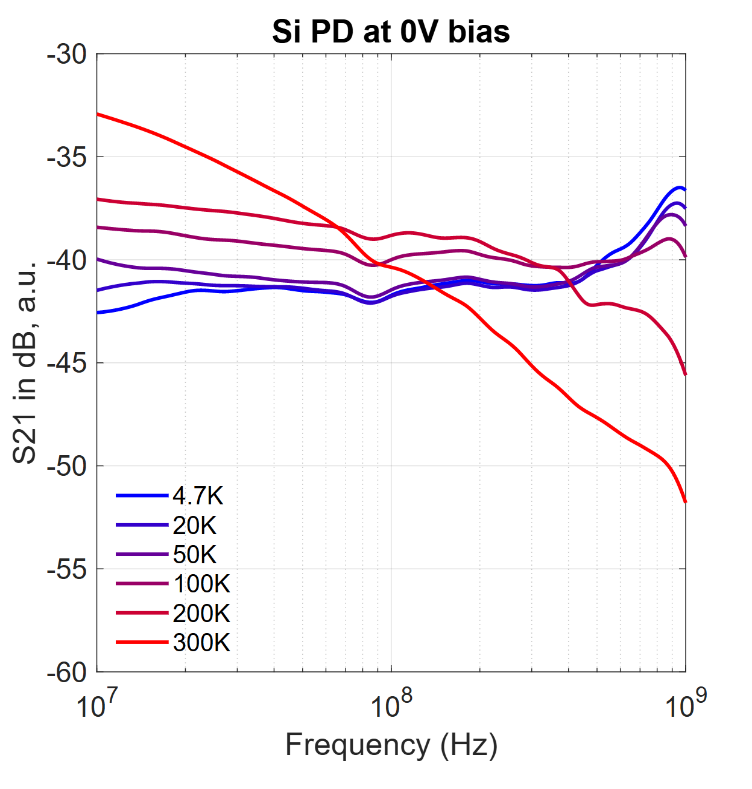 Si PD at 0V bias
-30
-35
-40
-45
-50
-55
-60
S21 in dB, a.u.
4.7K
20K
50K
100K
200K
300K
10^7 10^8 10^9
Frequency (Hz)